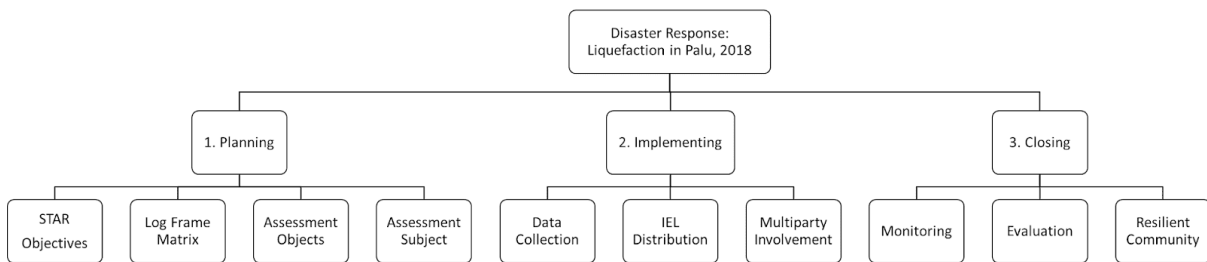 Disaster Response:
Liquefaction in Palu, 2018
1. Planning
2. Implementing
3. Closing
STAR
Objectives
Log Frame
Matrix
Assessment
Objects
Assessment
Subject
Data
Collection
IEL
Distribution
Multiparty
Involvement
Monitoring
Evaluation
Resilient
Community